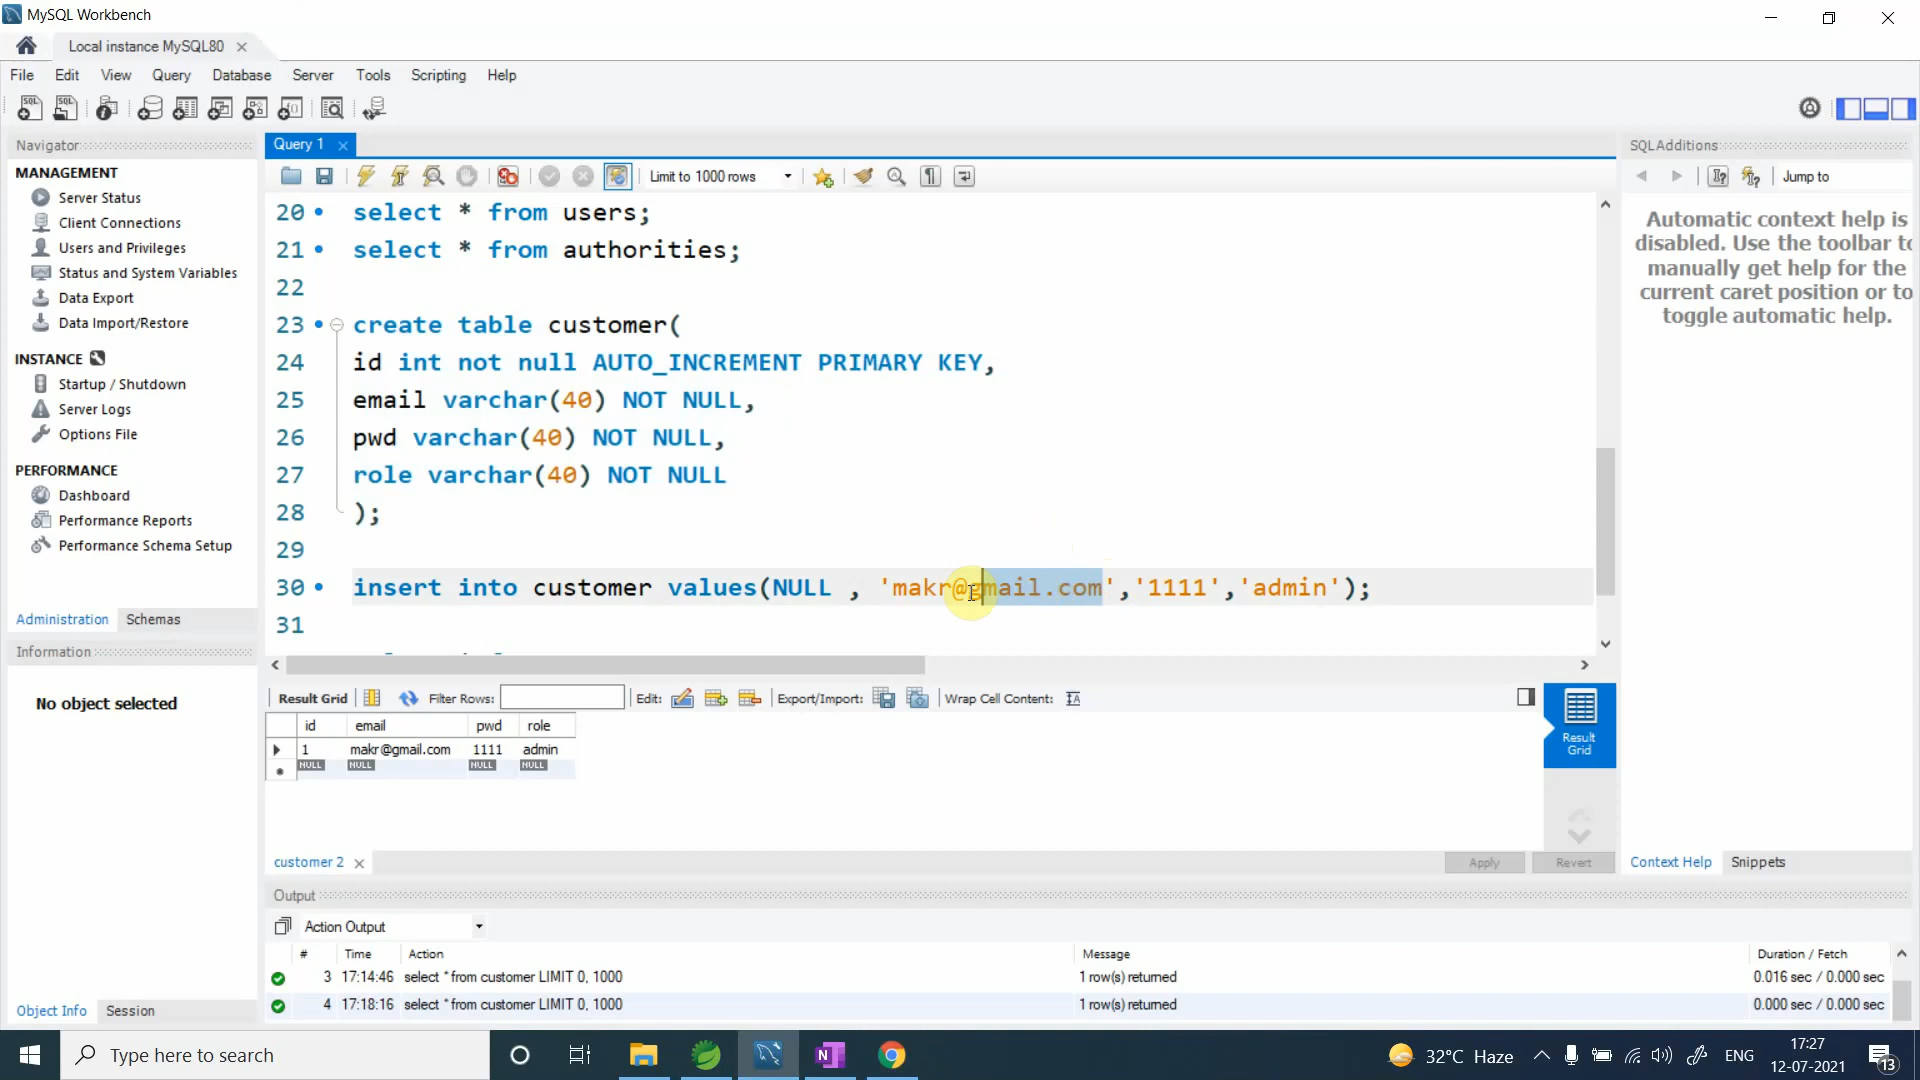 MySQL Workbench
Local instance MySQL80
File Edit View Query Database Server Tools Scripting Help
Navigator
MANAGEMENT
Server Status
Client Connections
Users and Privileges
Status and System Variables
Data Export
Data Import/Restore
INSTANCE
Startup / Shutdown
Server Logs
Options File
PERFORMANCE
Dashboard
Performance Reports
Performance Schema Setup
Administration Schemas
Information
No object selected
Object Info Session
Query 1
Limit to 1000 rows
20 select * from users;
21 select * from authorities;
22
23 create table customer(
24 id int not null AUTO_INCREMENT PRIMARY KEY,
25 email varchar(40) NOT NULL,
26 pwd varchar(40) NOT NULL,
27 role varchar(40) NOT NULL
28 );
29
30 insert into customer values(NULL , 'makr@gmail.com','1111','admin');
31
Result Grid Filter Rows: Edit: Export/Import: Wrap Cell Content:
id email pwd role
1 makr@gmail.com 1111 admin
NULL NULL NULL NULL
Result
Grid
customer 2
Apply Revert
SQLAdditions
Jump to
Automatic context help is
disabled. Use the toolbar to
manually get help for the
current caret position or to
toggle automatic help.
Context Help Snippets
Output
Action Output
# Time Action Message Duration / Fetch
3 17:14:46 select * from customer LIMIT 0, 1000 1 row(s) returned 0.016 sec / 0.000 sec
4 17:18:16 select * from customer LIMIT 0, 1000 1 row(s) returned 0.000 sec / 0.000 sec
Type here to search
32°C Haze
ENG
17:27
12-07-2021
13